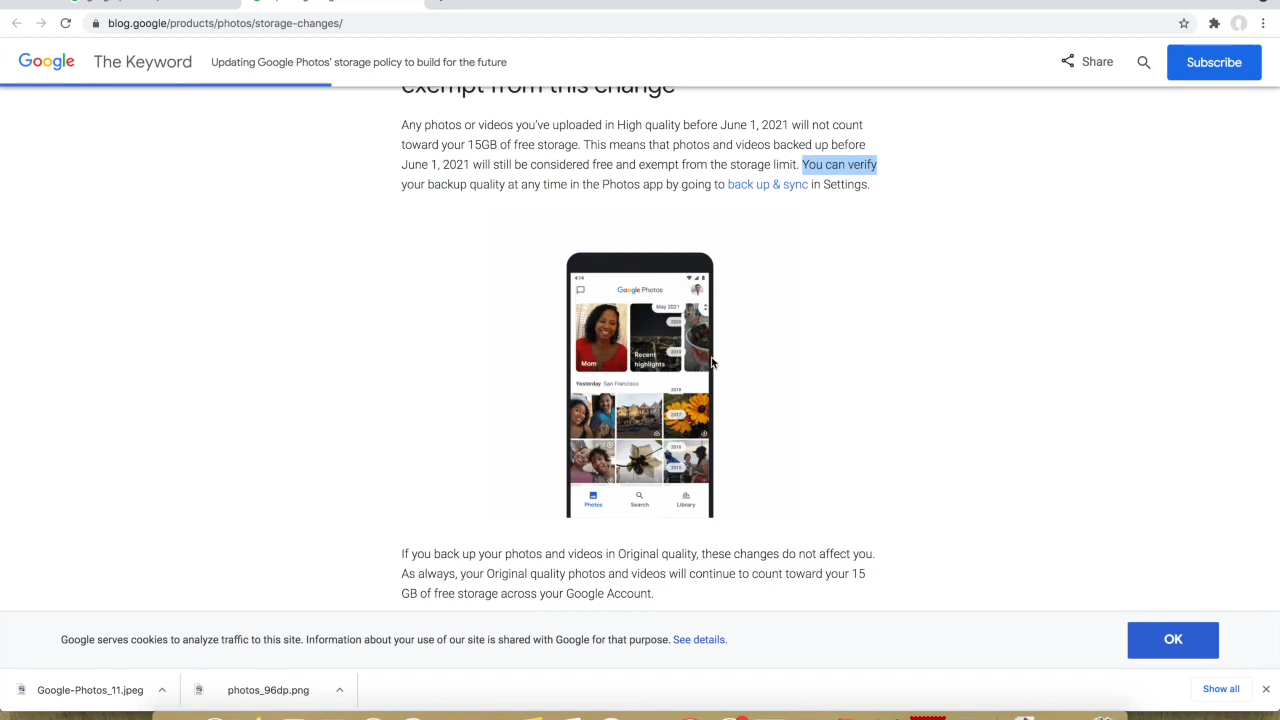 blog.google/products/photos/storage-changes/
Google The Keyword Updating Google Photos' storage policy to build for the future Share Subscribe
exempt from this change
Any photos or videos you've uploaded in High quality before June 1, 2021 will not count
toward your 15GB of free storage. This means that photos and videos backed up before
June 1, 2021 will still be considered free and exempt from the storage limit. You can verify
your backup quality at any time in the Photos app by going to back up & sync in Settings.
4:14
Google Photos
May 2021
2019
Mom
Recent
highlights
Yesterday San Francisco
2018
2017
2016
2015
Photos Search Library
If you back up your photos and videos in Original quality, these changes do not affect you.
As always, your Original quality photos and videos will continue to count toward your 15
GB of free storage across your Google Account.
Google serves cookies to analyze traffic to this site. Information about your use of our site is shared with Google for that purpose. See details. OK
Google-Photos_11.jpeg photos_96dp.png Show all